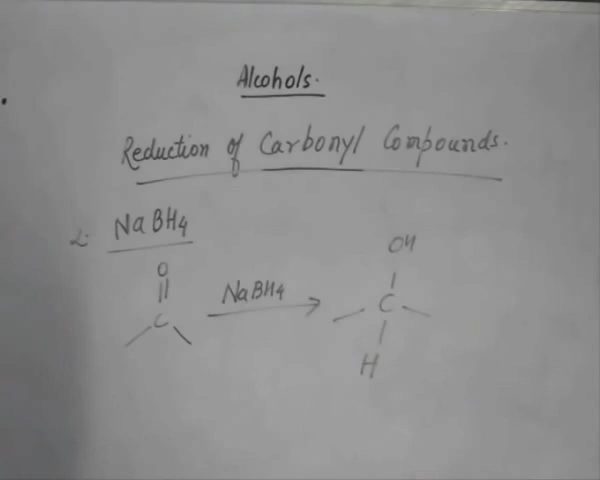 Alcohols.
Reduction of Carbonyl Compounds.
2. NaBH4
O
C
NaBH4
OH
C
H